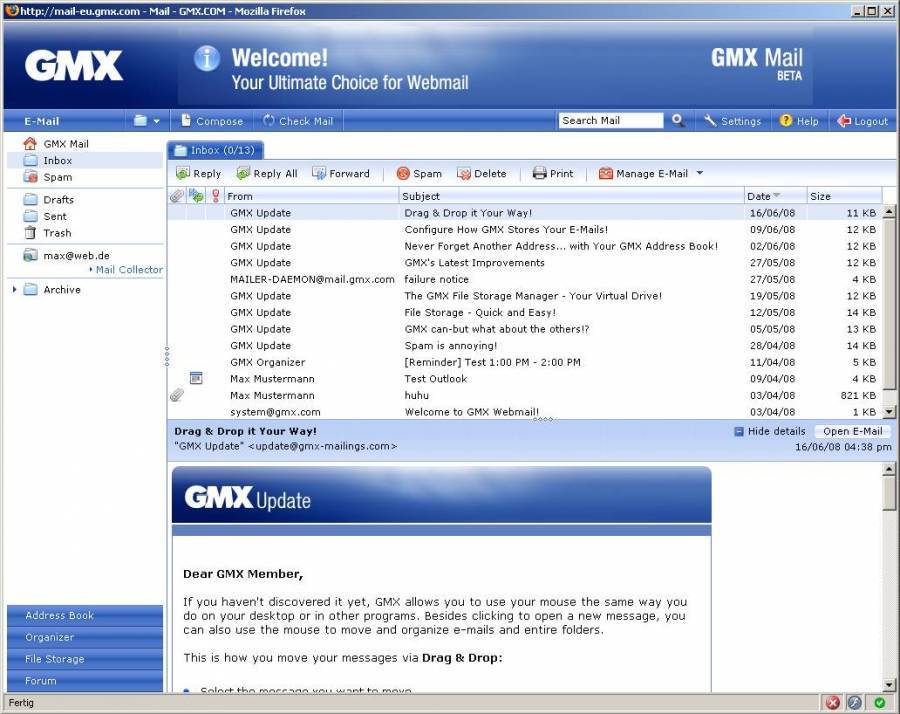 http://mail-eu.gmx.com - Mail - GMX.COM - Mozilla Firefox
GMX
Welcome!
Your Ultimate Choice for Webmail
GMX Mail
BETA
E-Mail
Compose
Check Mail
Search Mail
Settings
Help
Logout
GMX Mail
Inbox
Spam
Drafts
Sent
Trash
max@web.de
Mail Collector
Archive
Inbox (0/13)
Reply
Reply All
Forward
Spam
Delete
Print
Manage E-Mail
From Subject Date Size
GMX Update Drag & Drop it Your Way! 16/06/08 11 KB
GMX Update Configure How GMX Stores Your E-Mails! 09/06/08 12 KB
GMX Update Never Forget Another Address... with Your GMX Address Book! 02/06/08 12 KB
GMX Update GMX's Latest Improvements 27/05/08 12 KB
MAILER-DAEMON@mail.gmx.com failure notice 27/05/08 4 KB
GMX Update The GMX File Storage Manager - Your Virtual Drive! 19/05/08 12 KB
GMX Update File Storage - Quick and Easy! 12/05/08 14 KB
GMX Update GMX can-but what about the others!? 05/05/08 13 KB
GMX Update Spam is annoying! 28/04/08 14 KB
GMX Organizer [Reminder] Test 1:00 PM - 2:00 PM 11/04/08 5 KB
Max Mustermann Test Outlook 09/04/08 4 KB
Max Mustermann huhu 03/04/08 821 KB
system@gmx.com Welcome to GMX Webmail! 03/04/08 1 KB
Drag & Drop it Your Way!
Hide details
Open E-Mail
"GMX Update" <update@gmx-mailings.com>
16/06/08 04:38 pm
GMX Update
Dear GMX Member,
If you haven't discovered it yet, GMX allows you to use your mouse the same way you
do on your desktop or in other programs. Besides clicking to open a new message, you
can also use the mouse to move and organize e-mails and entire folders.
This is how you move your messages via Drag & Drop:
Select the message you want to move
Address Book
Organizer
File Storage
Forum
Fertig